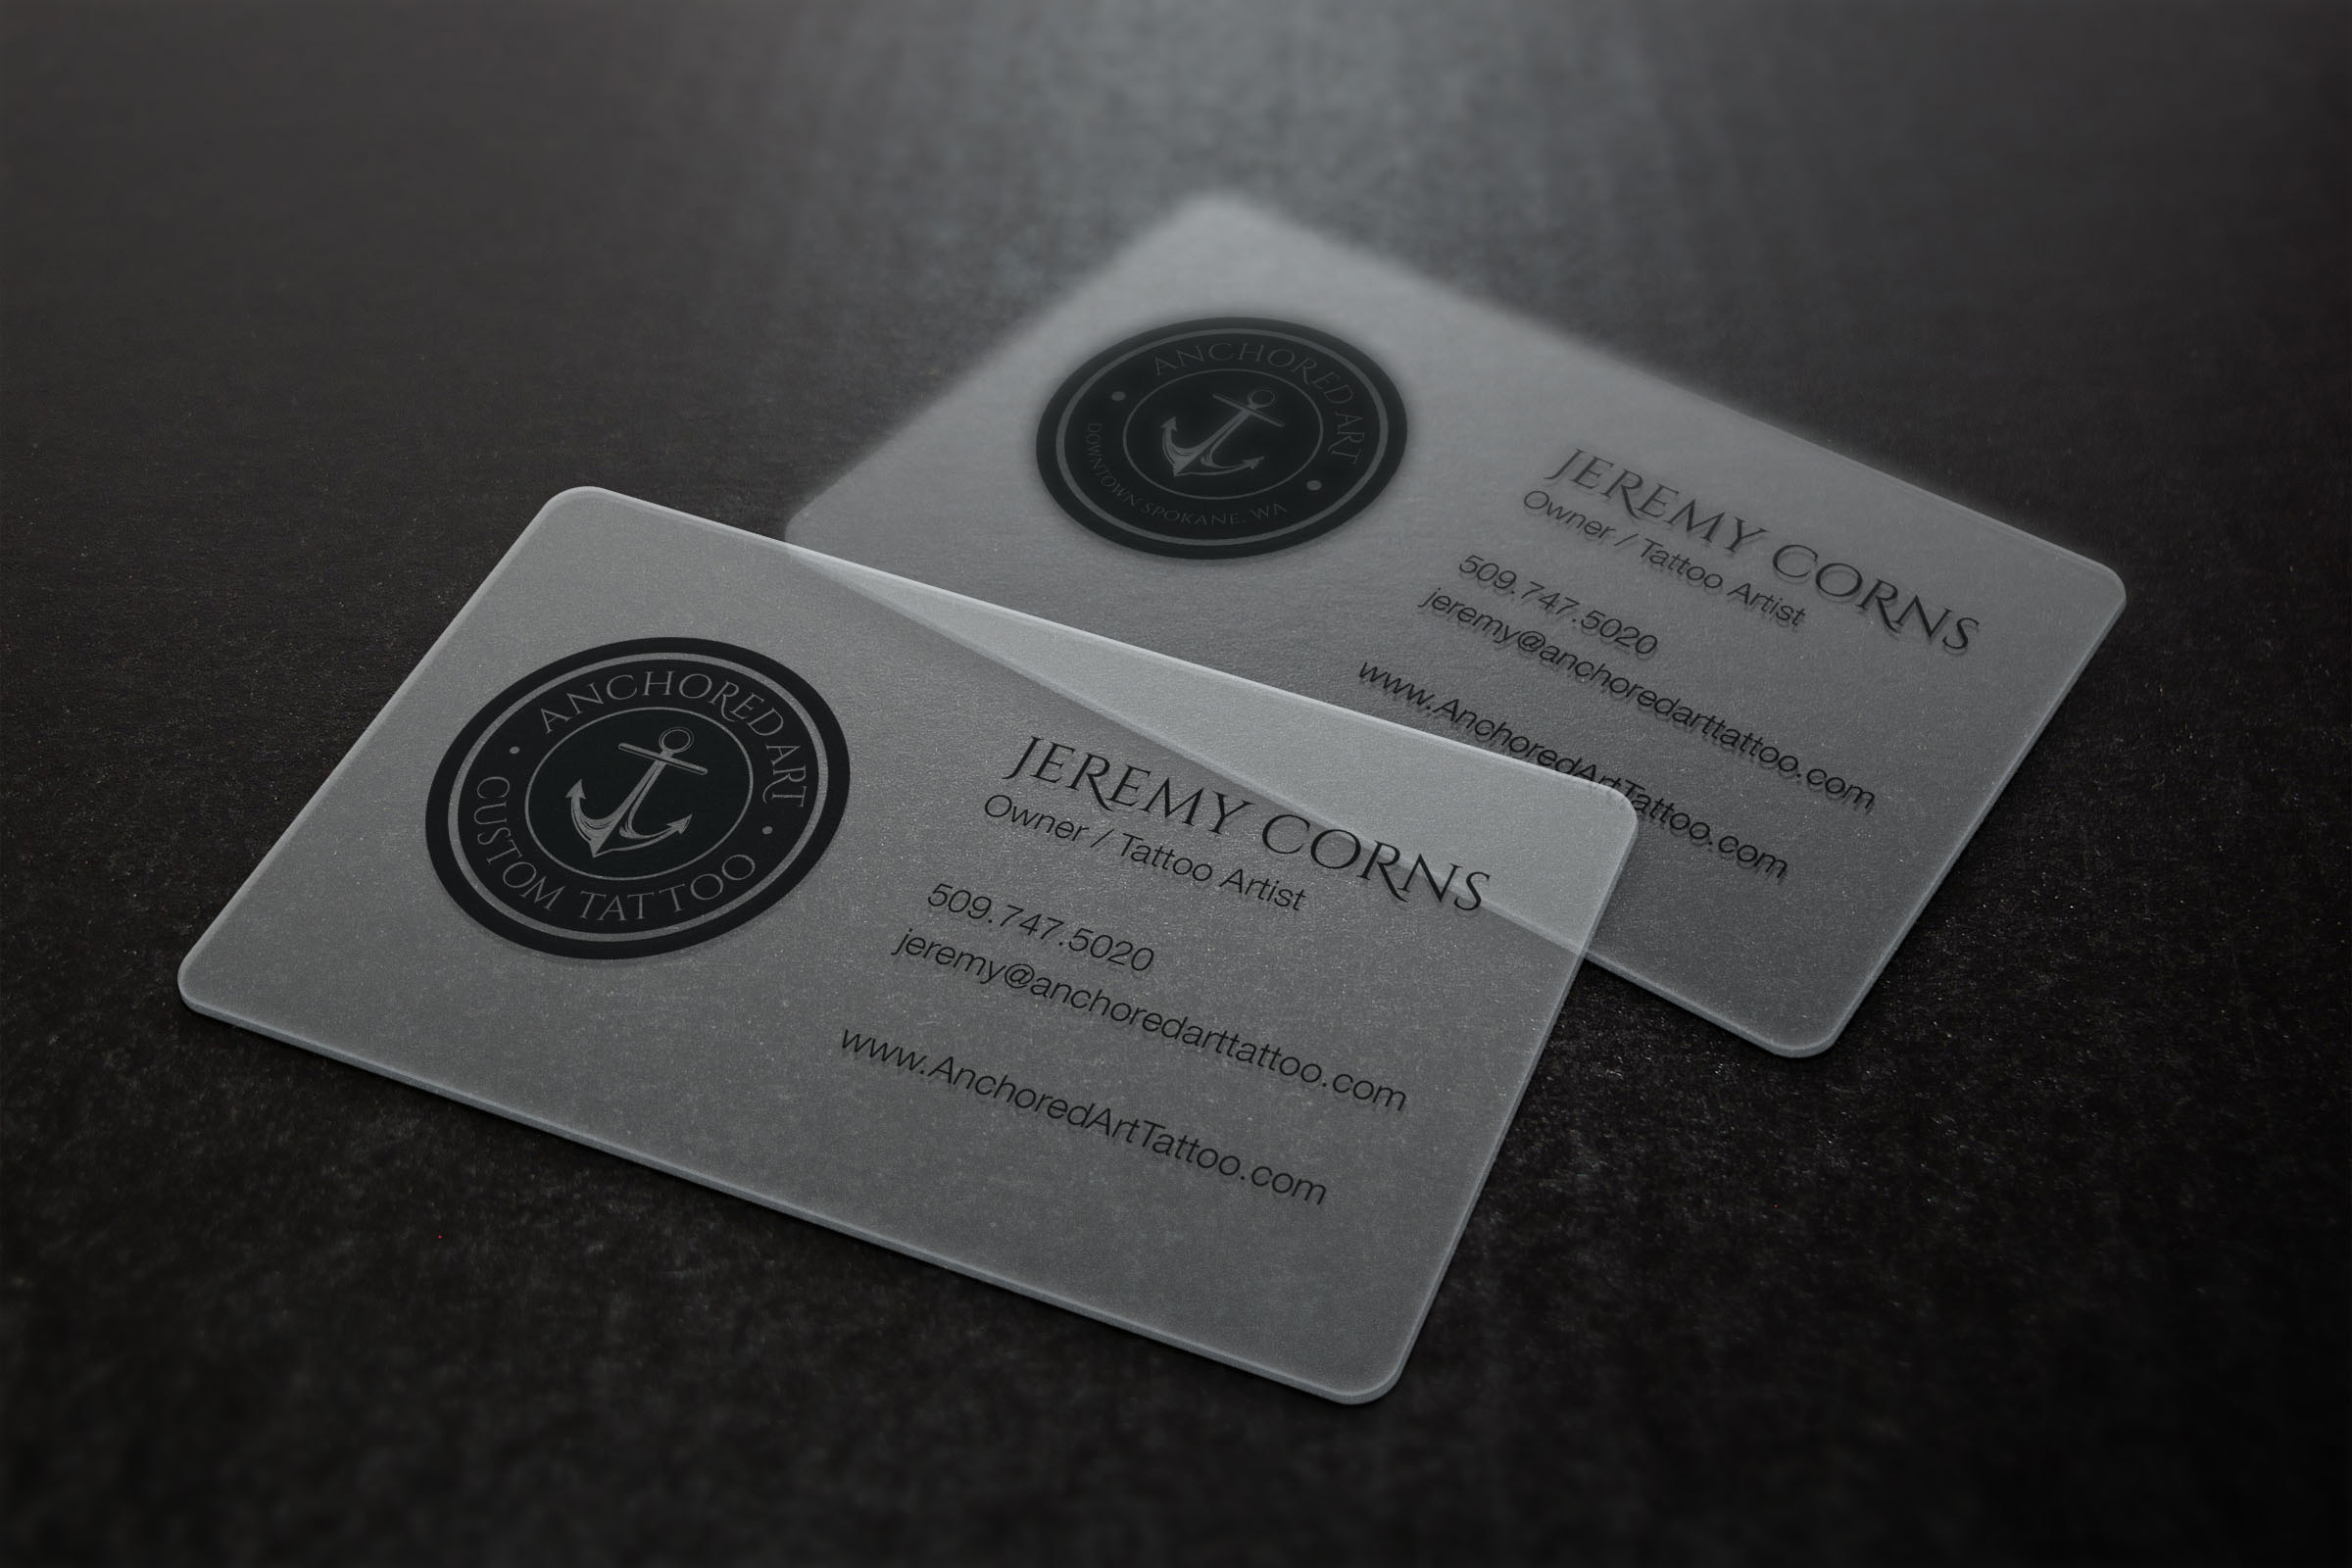 ANCHORED ART
DOWNTOWN SPOKANE, WA
JEREMY CORNS
Owner / Tattoo Artist
509.747.5020
jeremy@anchoredarttattoo.com
www.AnchoredArtTattoo.com
ANCHORED ART
CUSTOM TATTOO
JEREMY CORNS
Owner / Tattoo Artist
509.747.5020
jeremy@anchoredarttattoo.com
www.AnchoredArtTattoo.com